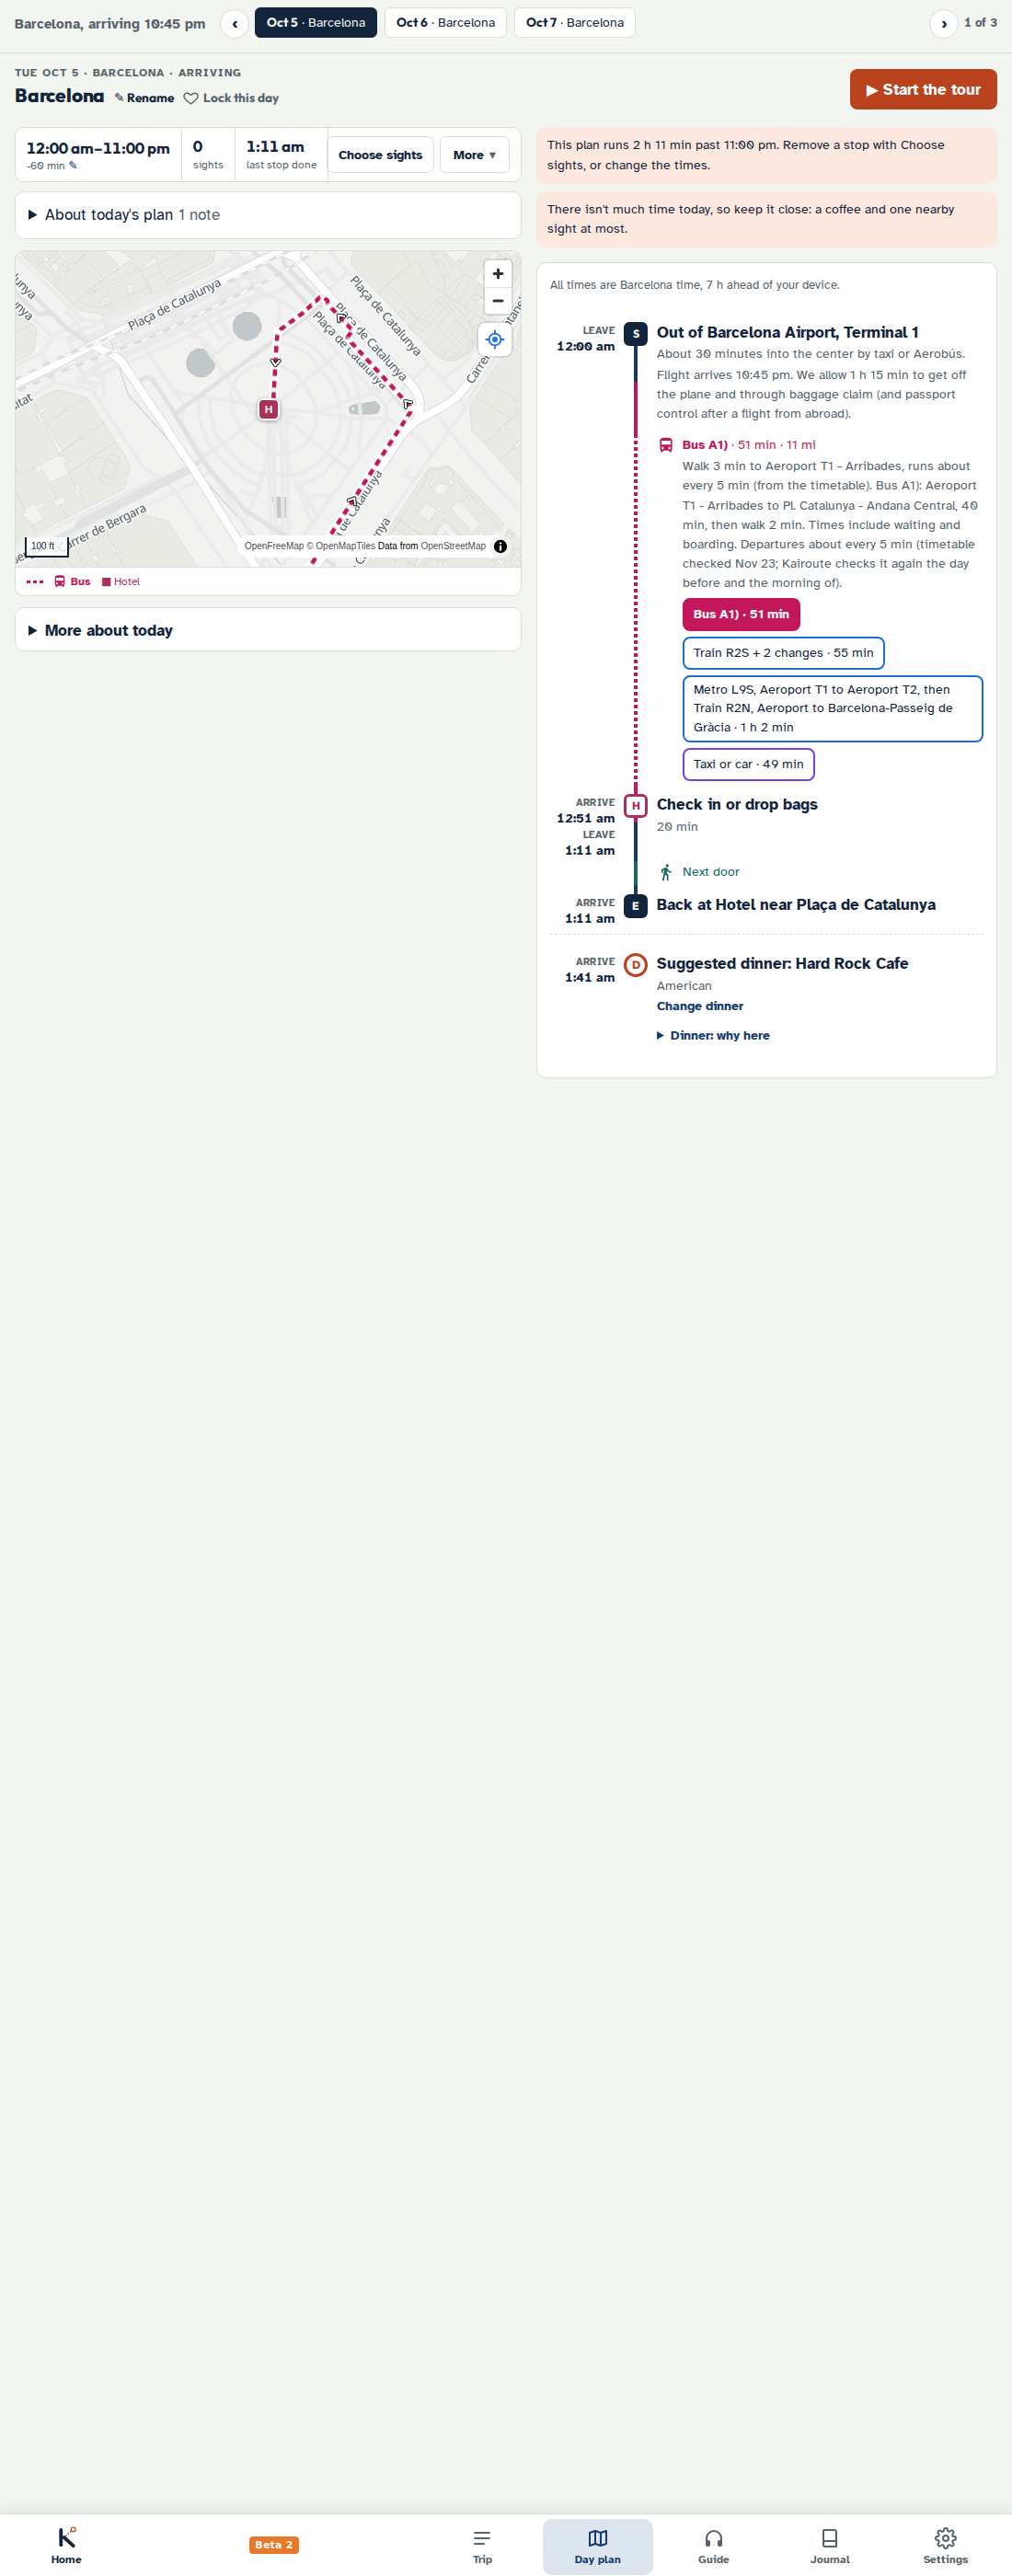 Barcelona, arriving 10:45 pm
‹
Oct 5 · Barcelona
Oct 6 · Barcelona
Oct 7 · Barcelona
›
1 of 3
TUE OCT 5 · BARCELONA · ARRIVING
Barcelona
✎ Rename
Lock this day
▶ Start the tour
12:00 am–11:00 pm
-60 min ✎
0
sights
1:11 am
last stop done
Choose sights
More ▾
▶ About today's plan 1 note
Plaça de Catalunya
Plaça de Catalunya
Plaça de Catalunya
Plaça de Catalunya
Carrer
H
Carrer de Bergara
100 ft
OpenFreeMap © OpenMapTiles Data from OpenStreetMap
Bus
Hotel
▶ More about today
This plan runs 2 h 11 min past 11:00 pm. Remove a stop with Choose
sights, or change the times.
There isn't much time today, so keep it close: a coffee and one nearby
sight at most.
All times are Barcelona time, 7 h ahead of your device.
LEAVE
12:00 am
S
Out of Barcelona Airport, Terminal 1
About 30 minutes into the center by taxi or Aerobús.
Flight arrives 10:45 pm. We allow 1 h 15 min to get off
the plane and through baggage claim (and passport
control after a flight from abroad).
Bus A1) · 51 min · 11 mi
Walk 3 min to Aeroport T1 - Arribades, runs about
every 5 min (from the timetable). Bus A1): Aeroport
T1 - Arribades to Pl. Catalunya - Andana Central, 40
min, then walk 2 min. Times include waiting and
boarding. Departures about every 5 min (timetable
checked Nov 23; Kairoute checks it again the day
before and the morning of).
Bus A1) · 51 min
Train R2S + 2 changes · 55 min
Metro L9S, Aeroport T1 to Aeroport T2, then
Train R2N, Aeroport to Barcelona-Passeig de
Gràcia · 1 h 2 min
Taxi or car · 49 min
ARRIVE
12:51 am
LEAVE
1:11 am
H
Check in or drop bags
20 min
Next door
ARRIVE
1:11 am
E
Back at Hotel near Plaça de Catalunya
ARRIVE
1:41 am
D
Suggested dinner: Hard Rock Cafe
American
Change dinner
▶ Dinner: why here
Home
Beta 2
Trip
Day plan
Guide
Journal
Settings